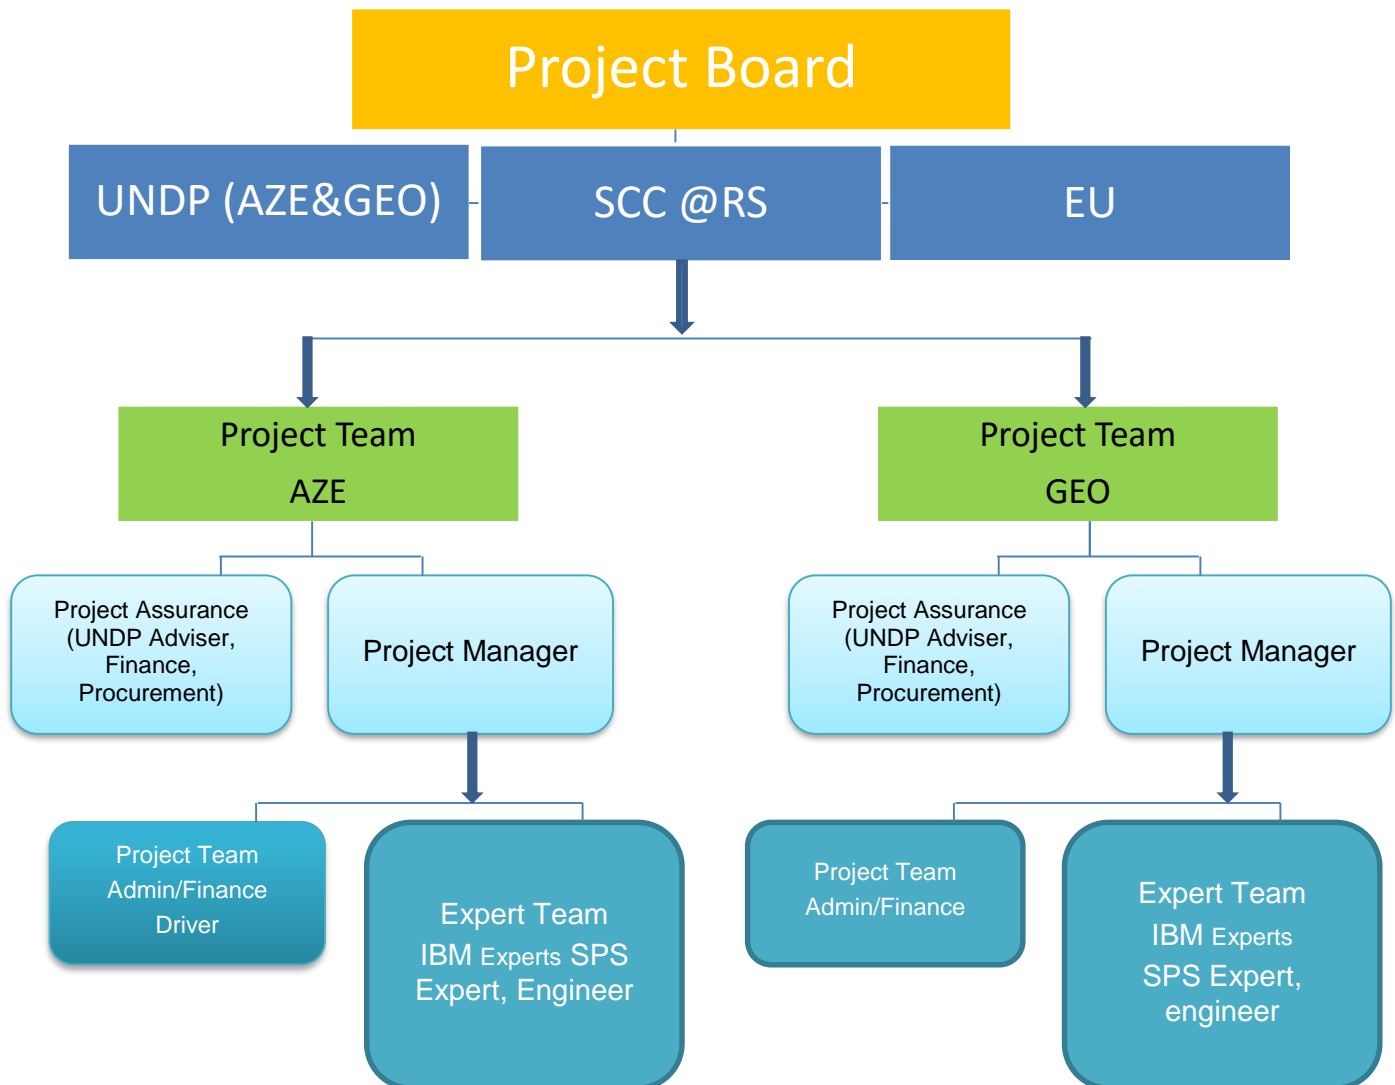 Project Board
UNDP (AZE&GEO)
SCC @RS
EU
Project Team
AZE
Project Team
GEO
Project Assurance
(UNDP Adviser,
Finance,
Procurement)
Project Manager
Project Assurance
(UNDP Adviser,
Finance,
Procurement)
Project Manager
Project Team
Admin/Finance
Driver
Expert Team
IBM Experts SPS
Expert, Engineer
Project Team
Admin/Finance
Expert Team
IBM Experts
SPS Expert,
engineer